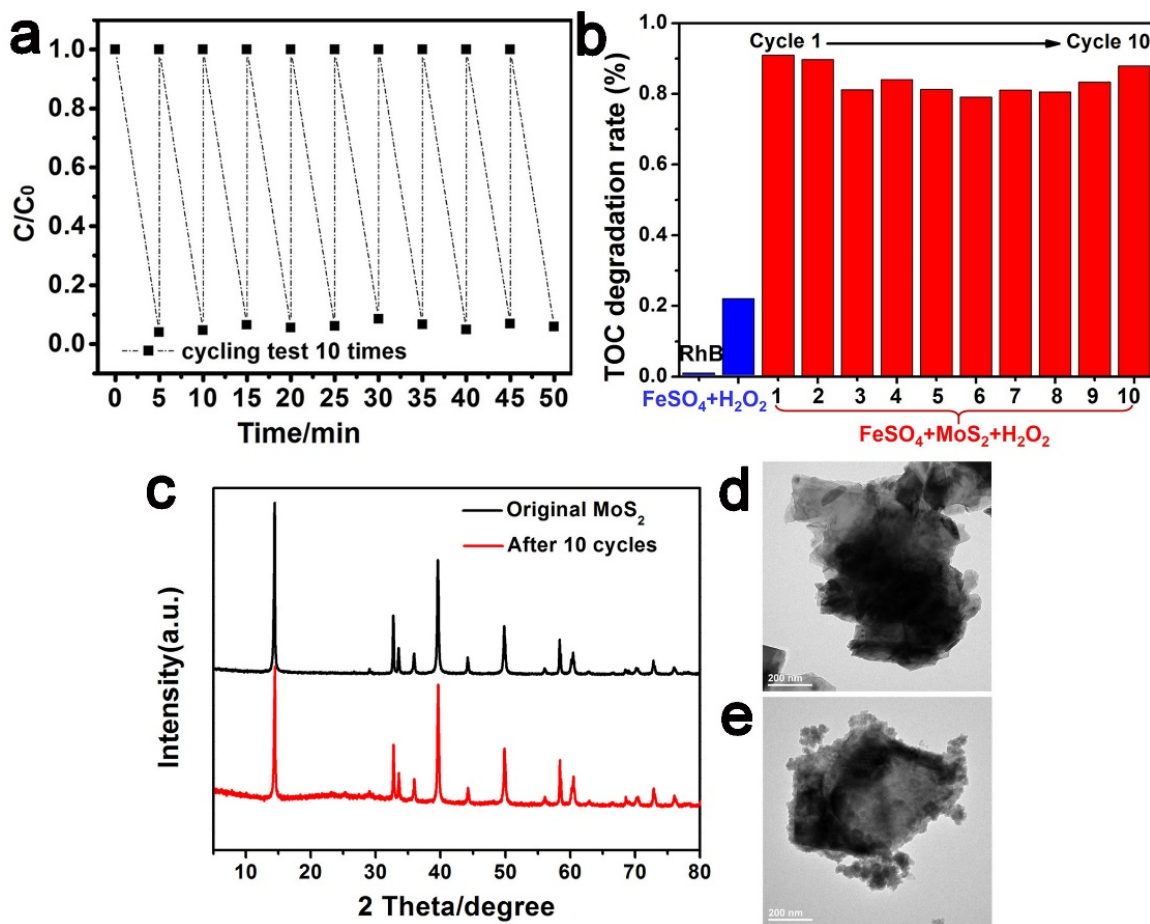 a
C/C₀
1.0
0.8
0.6
0.4
0.2
0.0
cycling test 10 times
0 5 10 15 20 25 30 35 40 45 50
Time/min
b
TOC degradation rate (%)
1.0
0.8
0.6
0.4
0.2
0.0
Cycle 1
Cycle 10
RhB
FeSO₄+H₂O₂
1 2 3 4 5 6 7 8 9 10
FeSO₄+MoS₂+H₂O₂
c
Intensity(a.u.)
Original MoS₂
After 10 cycles
10 20 30 40 50 60 70 80
2 Theta/degree
d
200 nm
e
200 nm